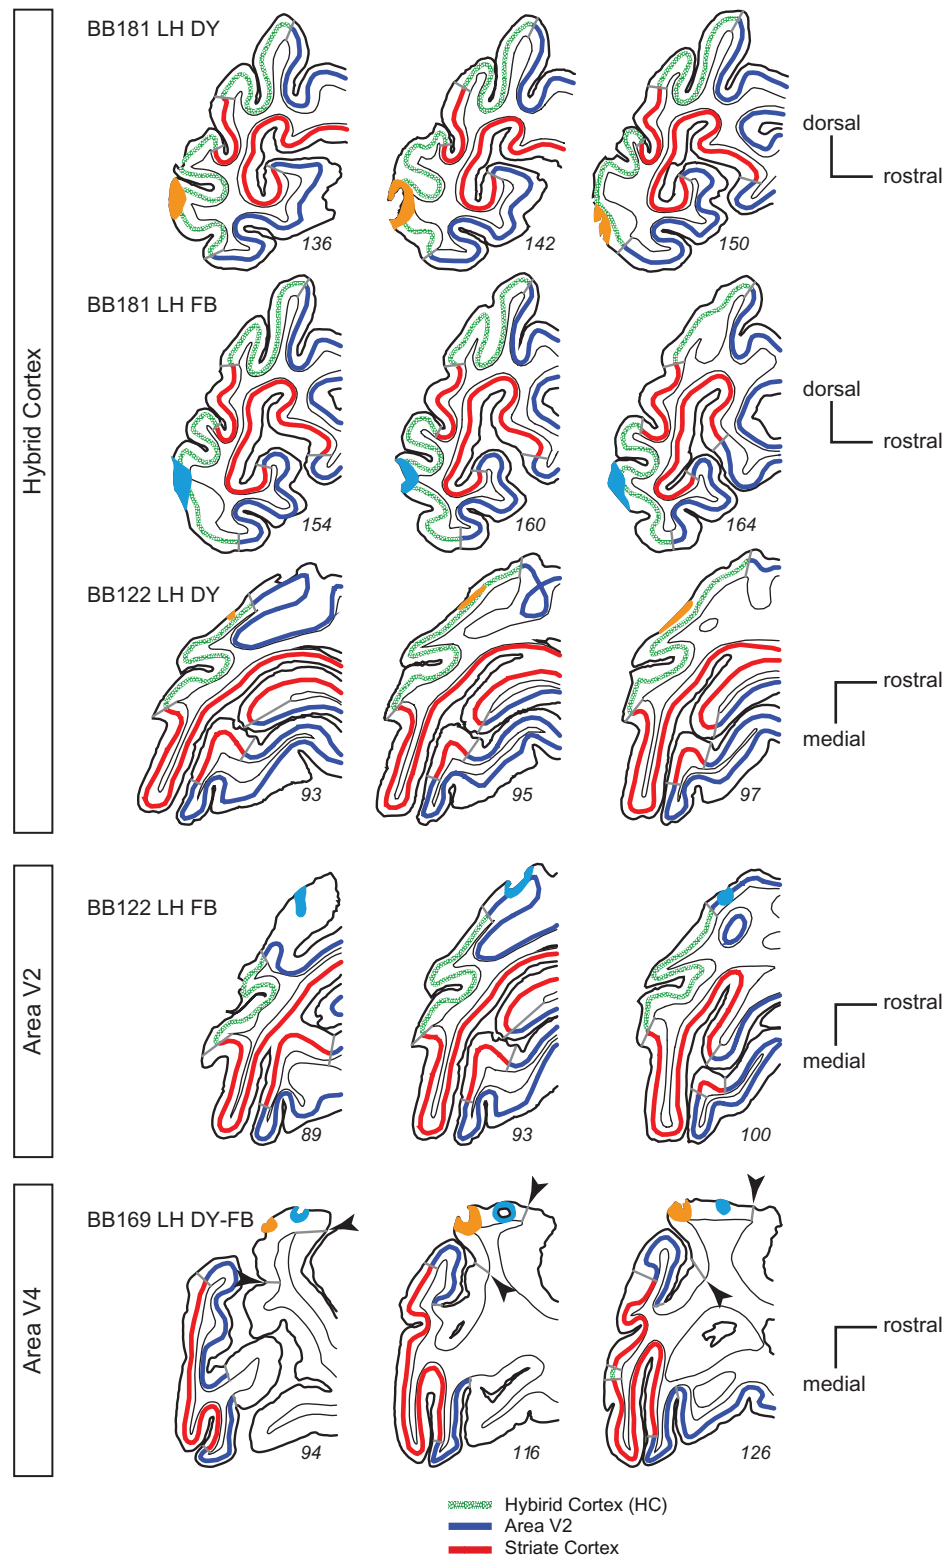 Hybrid Cortex
BB181 LH DY
136
142
150
dorsal
rostral
BB181 LH FB
154
160
164
dorsal
rostral
BB122 LH DY
93
95
97
rostral
medial
Area V2
BB122 LH FB
89
93
100
rostral
medial
Area V4
BB169 LH DY-FB
94
116
126
rostral
medial
Hybirid Cortex (HC)
Area V2
Striate Cortex